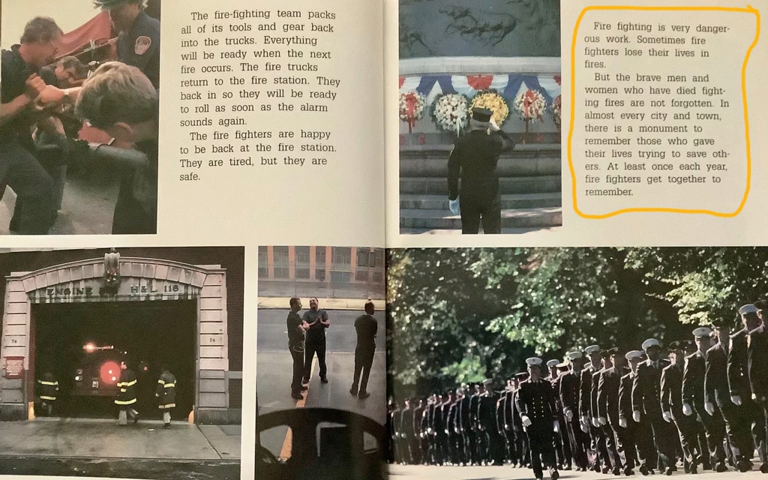 The fire-fighting team packs
all of its tools and gear back
into the trucks. Everything
will be ready when the next
fire occurs. The fire trucks
return to the fire station. They
back in so they will be ready
to roll as soon as the alarm
sounds again.
The fire fighters are happy
to be back at the fire station.
They are tired, but they are
safe.
Fire fighting is very danger-
ous work. Sometimes fire
fighters lose their lives in
fires.
But the brave men and
women who have died fight-
ing fires are not forgotten. In
almost every city and town,
there is a monument to
remember those who gave
their lives trying to save oth-
ers. At least once each year,
fire fighters get together to
remember.
ENGINE H&L 116